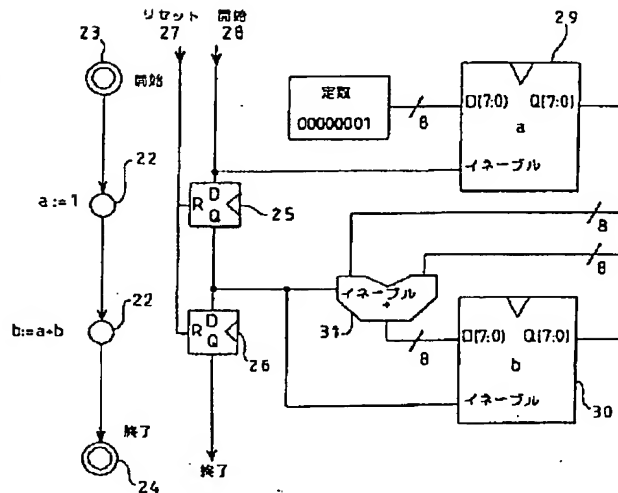 23
開始
a:=1
22
b:=a+b
22
終了
24
リセット
27
開始
28
R
D
Q
25
R
D
Q
26
終了
定数
00000001
8
29
D[7:0] Q[7:0]
a
イネーブル
8
8
イネーブル
+
31
8
D[7:0] Q[7:0]
b
イネーブル
30